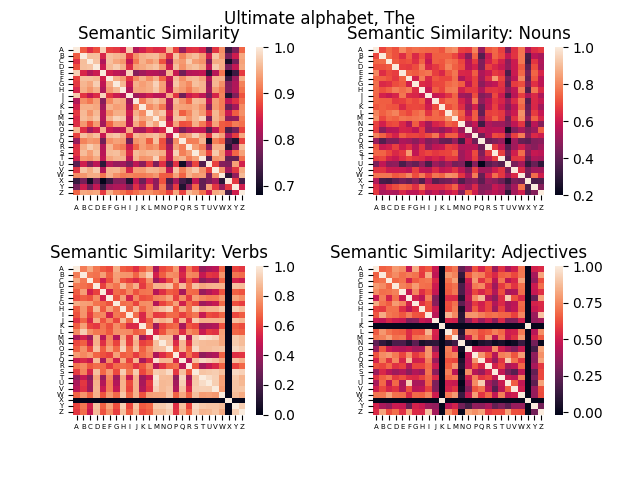 Ultimate alphabet, The
Semantic Similarity
A
B
C
D
E
F
G
H
I
J
K
L
M
N
O
P
Q
R
S
T
U
V
W
X
Y
Z
A B C D E F G H I J K L M N O P Q R S T U V W X Y Z
1.0
0.9
0.8
0.7
Semantic Similarity: Nouns
A
B
C
D
E
F
G
H
I
J
K
L
M
N
O
P
Q
R
S
T
U
V
W
X
Y
Z
A B C D E F G H I J K L M N O P Q R S T U V W X Y Z
1.0
0.8
0.6
0.4
0.2
Semantic Similarity: Verbs
A
B
C
D
E
F
G
H
I
J
K
L
M
N
O
P
Q
R
S
T
U
V
W
X
Y
Z
A B C D E F G H I J K L M N O P Q R S T U V W X Y Z
1.0
0.8
0.6
0.4
0.2
0.0
Semantic Similarity: Adjectives
A
B
C
D
E
F
G
H
I
J
K
L
M
N
O
P
Q
R
S
T
U
V
W
X
Y
Z
A B C D E F G H I J K L M N O P Q R S T U V W X Y Z
1.00
0.75
0.50
0.25
0.00